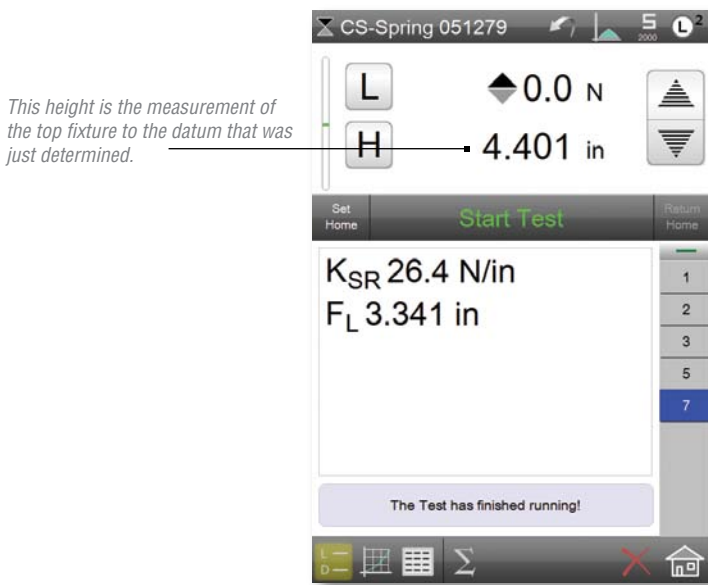 CS-Spring 051279
5
2000
L2
This height is the measurement of
the top fixture to the datum that was
just determined.
L
0.0 N
H
4.401 in
Set
Home
Start Test
Return
Home
KSR 26.4 N/in
FL 3.341 in
1
2
3
5
7
The Test has finished running!
L
D
Σ